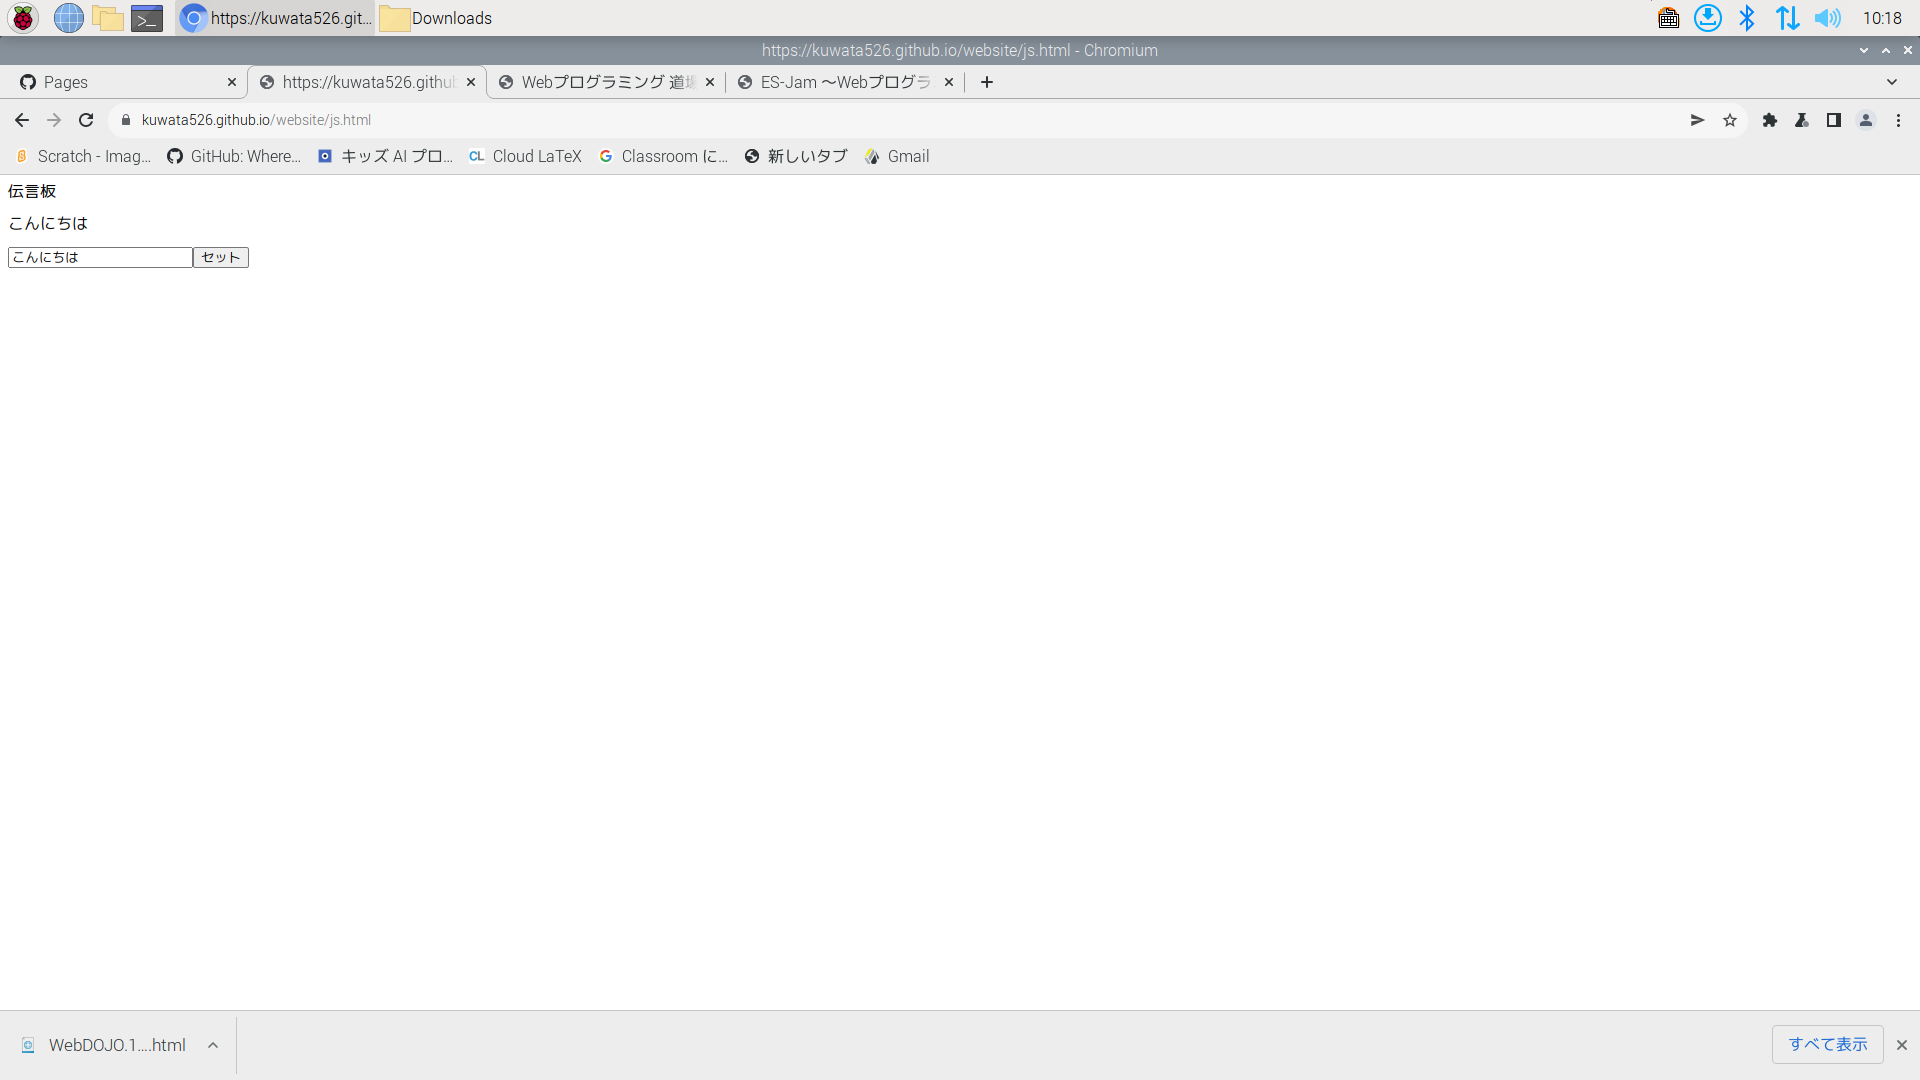 https://kuwata526.git...
Downloads
10:18
https://kuwata526.github.io/website/js.html - Chromium
Pages
https://kuwata526.github
Webプログラミング 道場
ES-Jam 〜Webプログラ
kuwata526.github.io/website/js.html
Scratch - Imag...
GitHub: Where...
キッズ AI プロ...
CL Cloud LaTeX
Classroom に...
新しいタブ
Gmail
伝言板
こんにちは
こんにちは
セット
WebDOJO.1....html
すべて表示